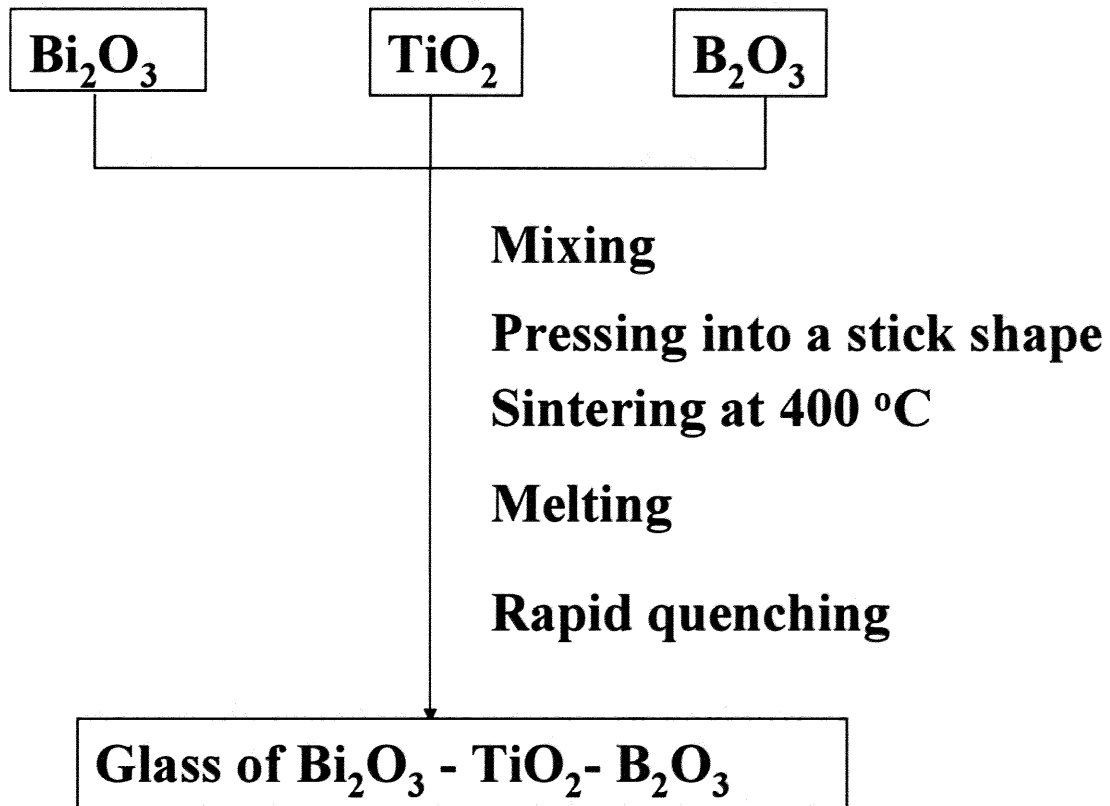 Bi₂O₃ TiO₂ B₂O₃
Mixing
Pressing into a stick shape
Sintering at 400 ᵒC
Melting
Rapid quenching
Glass of Bi₂O₃ - TiO₂- B₂O₃